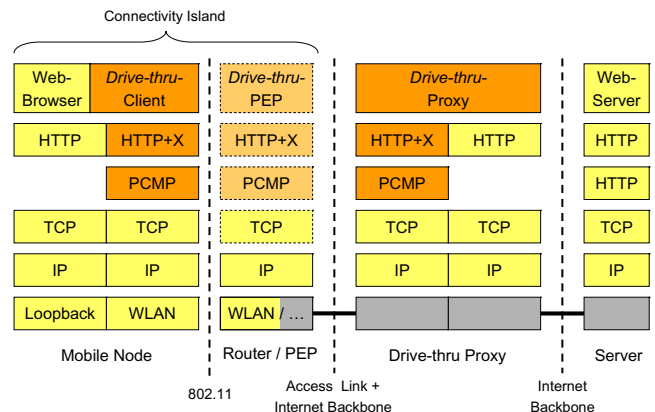 Connectivity Island
Web-
Browser
Drive-thru-
Client
Drive-thru-
PEP
Drive-thru-
Proxy
Web-
Server
HTTP HTTP+X HTTP+X HTTP+X HTTP HTTP
PCMP PCMP PCMP HTTP
TCP TCP TCP TCP TCP TCP
IP IP IP IP IP IP
Loopback WLAN WLAN / …
Mobile Node Router / PEP Drive-thru Proxy Server
802.11
Access Link +
Internet Backbone
Internet
Backbone